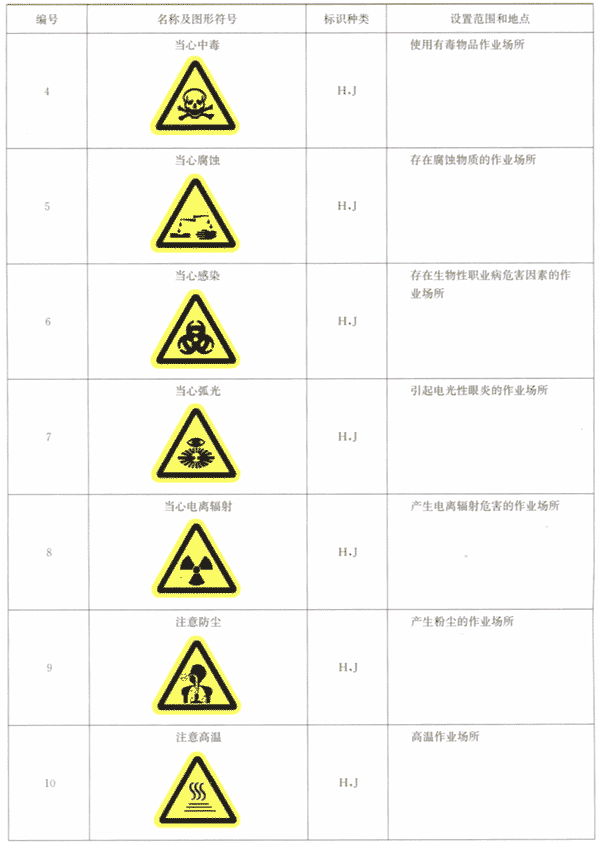 编号 名称及图形符号 标识种类 设置范围和地点
当心中毒 使用有毒物品作业场所
4 H.J
当心腐蚀 存在腐蚀物质的作业场所
5 H.J
当心感染 存在生物性职业病危害因素的作
业场所
6 H.J
当心弧光 引起电光性眼炎的作业场所
7 H.J
当心电离辐射 产生电离辐射危害的作业场所
8 H.J
注意防尘 产生粉尘的作业场所
9 H.J
注意高温 高温作业场所
10 H.J